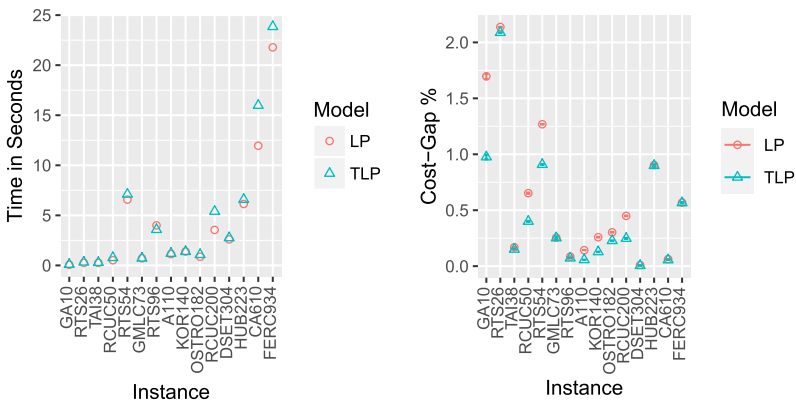 Time in Seconds
25
20
15
10
5
0
GA10
RTS26
TAI38
RCUC50
RTS54
GMLC73
RTS96
A110
KOR140
OSTRO182
RCUC200
DSET304
HUB223
CA610
FERC934
Instance
Model
LP
TLP
Cost−Gap %
2.0
1.5
1.0
0.5
0.0
GA10
RTS26
TAI38
RCUC50
RTS54
GMLC73
RTS96
A110
KOR140
OSTRO182
RCUC200
DSET304
HUB223
CA610
FERC934
Instance
Model
LP
TLP